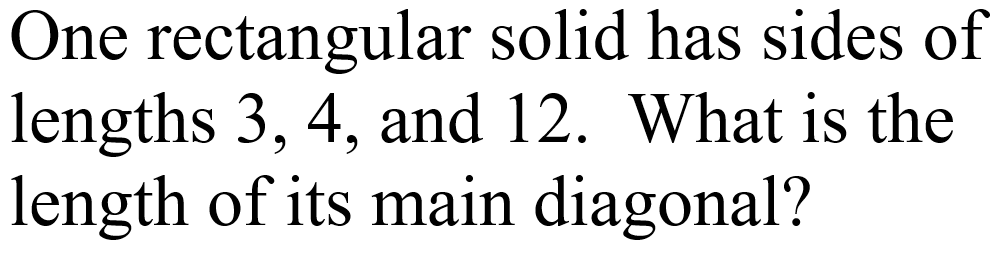 One rectangular solid has sides of
lengths 3, 4, and 12.  What is the
length of its main diagonal?